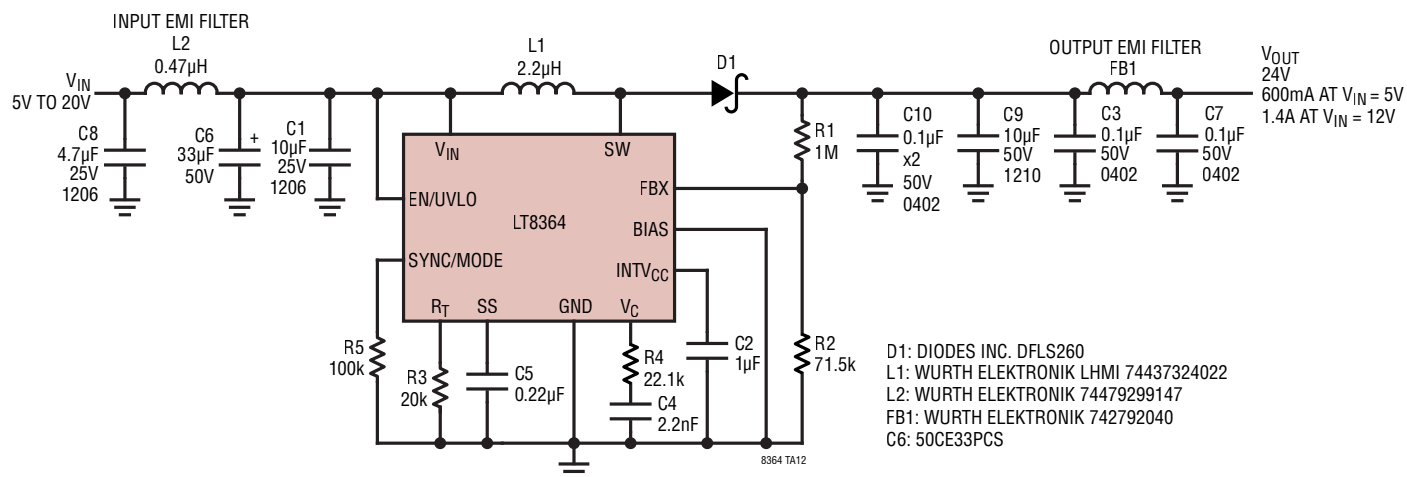 INPUT EMI FILTER
L2
0.47µH
VIN
5V TO 20V
C8
4.7µF
25V
1206
C6
33µF
50V
+
C1
10µF
25V
1206
L1
2.2µH
D1
OUTPUT EMI FILTER
FB1
VOUT
24V
600mA AT VIN = 5V
1.4A AT VIN = 12V
R1
1M
C10
0.1µF
x2
50V
0402
C9
10µF
50V
1210
C3
0.1µF
50V
0402
C7
0.1µF
50V
0402
VIN
SW
EN/UVLO
FBX
LT8364
BIAS
SYNC/MODE
INTVCC
RT
SS
GND
VC
R5
100k
R3
20k
C5
0.22µF
R4
22.1k
C4
2.2nF
C2
1µF
R2
71.5k
D1: DIODES INC. DFLS260
L1: WURTH ELEKTRONIK LHMI 74437324022
L2: WURTH ELEKTRONIK 74479299147
FB1: WURTH ELEKTRONIK 742792040
C6: 50CE33PCS
8364 TA12